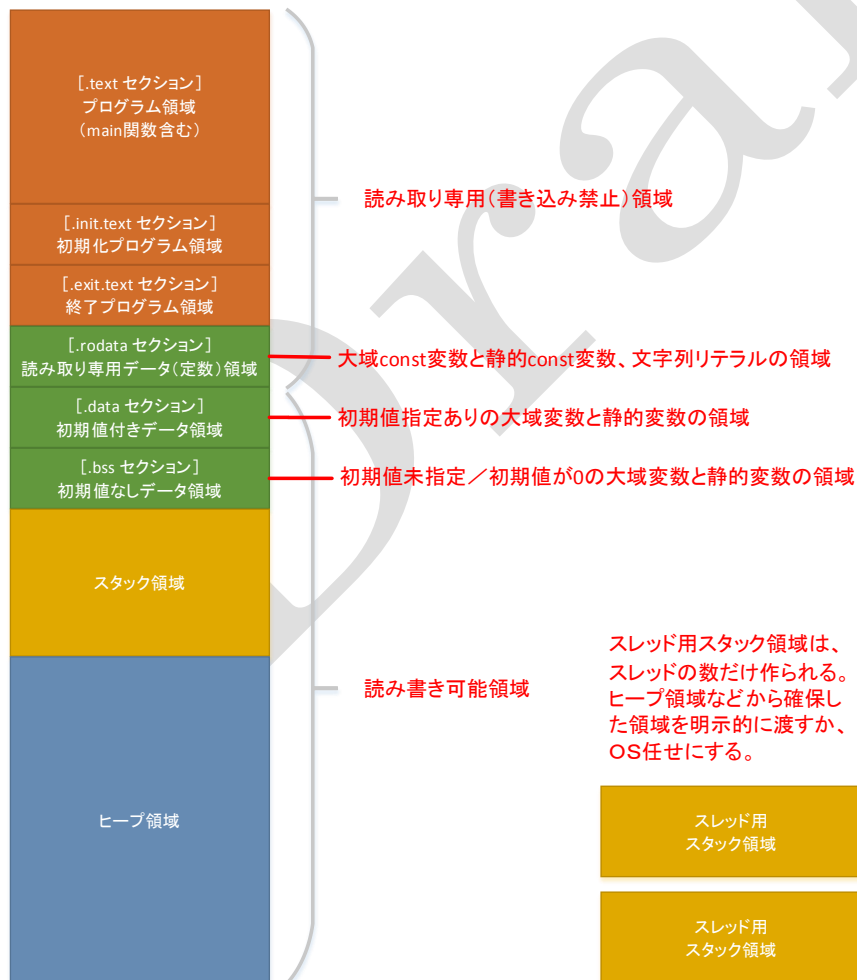 [.text セクション]
プログラム領域
(main関数含む)
読み取り専用(書き込み禁止)領域
[.init.text セクション]
初期化プログラム領域
[.exit.text セクション]
終了プログラム領域
[.rodata セクション]
読み取り専用データ(定数)領域
大域const変数と静的const変数、文字列リテラルの領域
[.data セクション]
初期値付きデータ領域
初期値指定ありの大域変数と静的変数の領域
[.bss セクション]
初期値なしデータ領域
初期値未指定/初期値が0の大域変数と静的変数の領域
スタック領域
スレッド用スタック領域は、
スレッドの数だけ作られる。
ヒープ領域などから確保し
た領域を明示的に渡すか、
OS任せにする。
読み書き可能領域
ヒープ領域
スレッド用
スタック領域
スレッド用
スタック領域
Dra